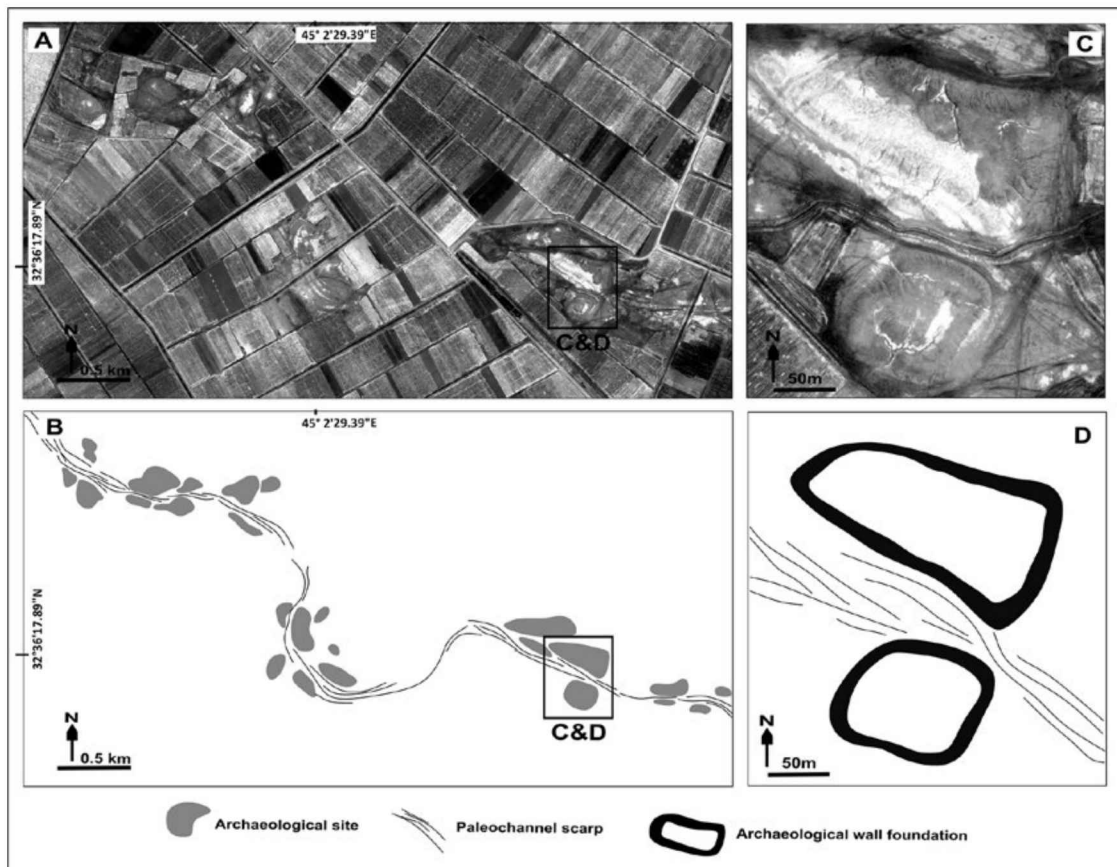 A
45° 2'29.39"E
32°36'17.89"N
N
0.5 km
C&D
C
N
50m
B
45° 2'29.39"E
32°36'17.89"N
N
0.5 km
C&D
D
N
50m
Archaeological site
Paleochannel scarp
Archaeological wall foundation